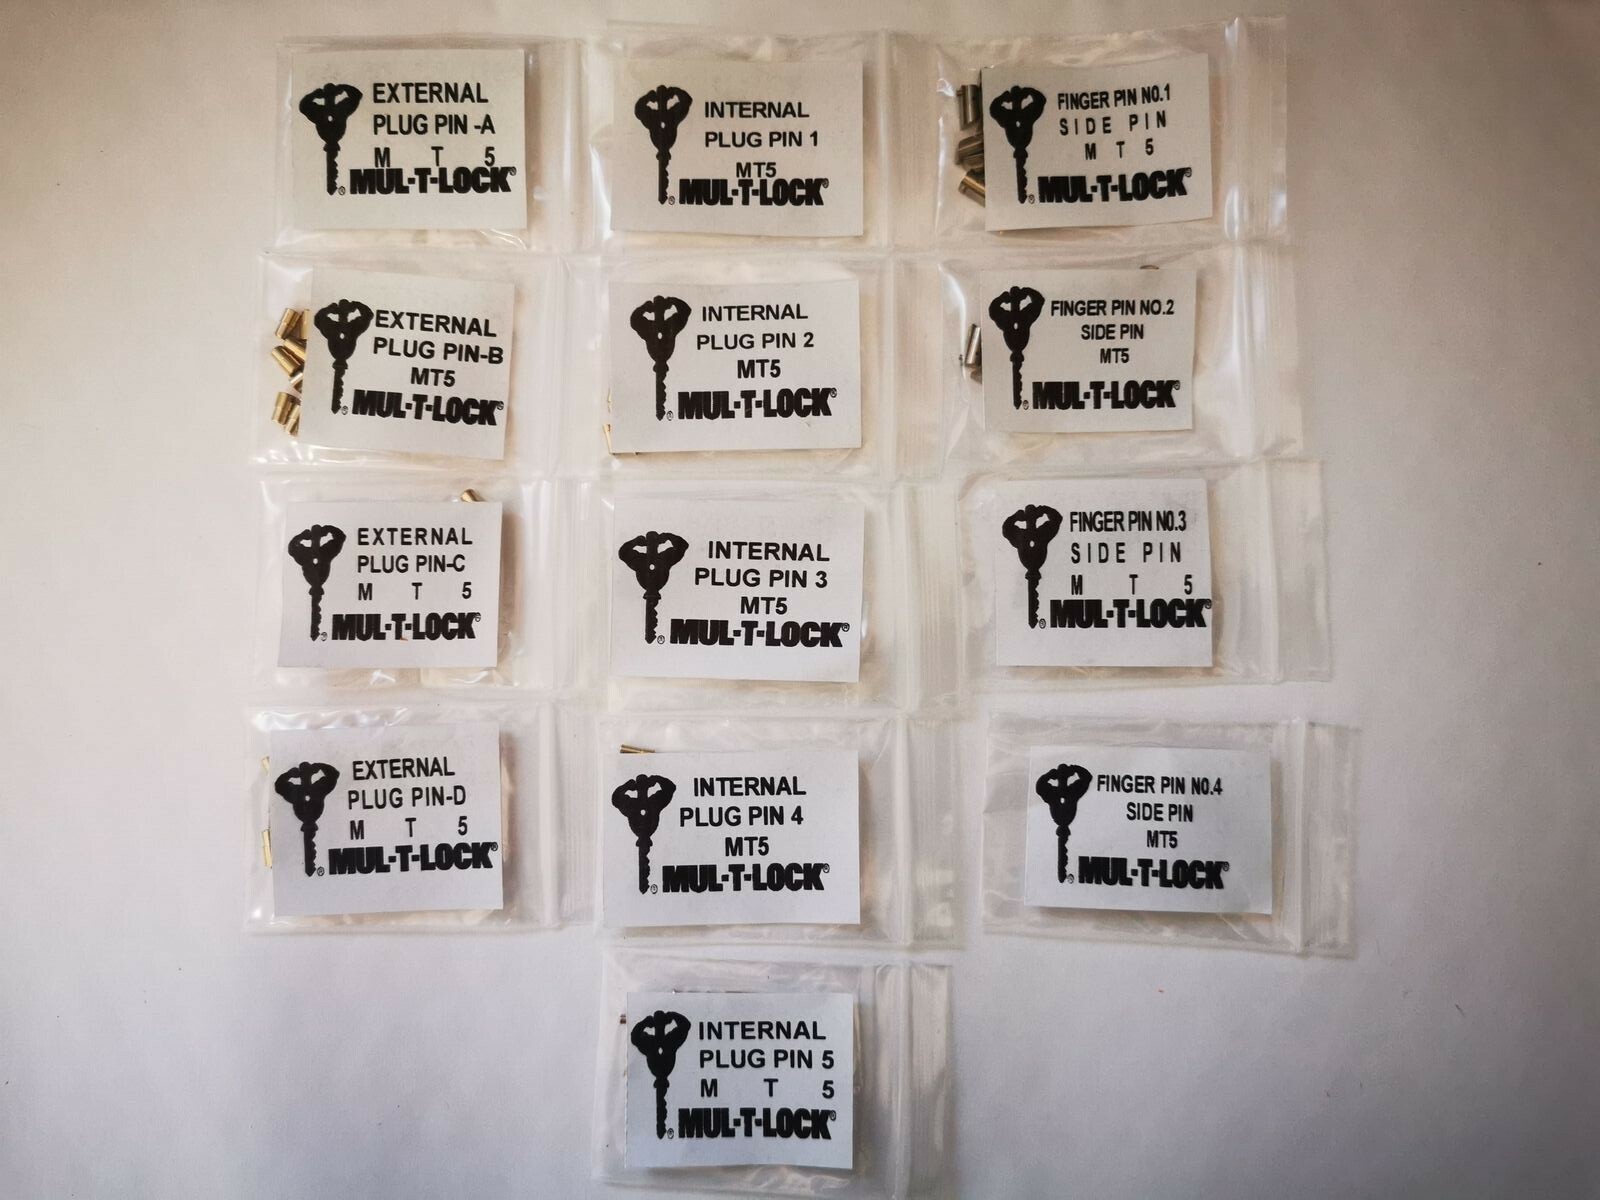 EXTERNAL
PLUG PIN -A
M T 5
MUL-T-LOCK®
INTERNAL
PLUG PIN 1
MT5
MUL-T-LOCK®
FINGER PIN NO.1
SIDE PIN
M T 5
MUL-T-LOCK®
EXTERNAL
PLUG PIN-B
MT5
MUL-T-LOCK®
INTERNAL
PLUG PIN 2
MT5
MUL-T-LOCK®
FINGER PIN NO.2
SIDE PIN
MT5
MUL-T-LOCK®
EXTERNAL
PLUG PIN-C
M T 5
MUL-T-LOCK®
INTERNAL
PLUG PIN 3
MT5
MUL-T-LOCK®
FINGER PIN NO.3
SIDE PIN
M T 5
MUL-T-LOCK®
EXTERNAL
PLUG PIN-D
M T 5
MUL-T-LOCK®
INTERNAL
PLUG PIN 4
MT5
MUL-T-LOCK®
FINGER PIN NO.4
SIDE PIN
MT5
MUL-T-LOCK®
INTERNAL
PLUG PIN 5
M T 5
MUL-T-LOCK®